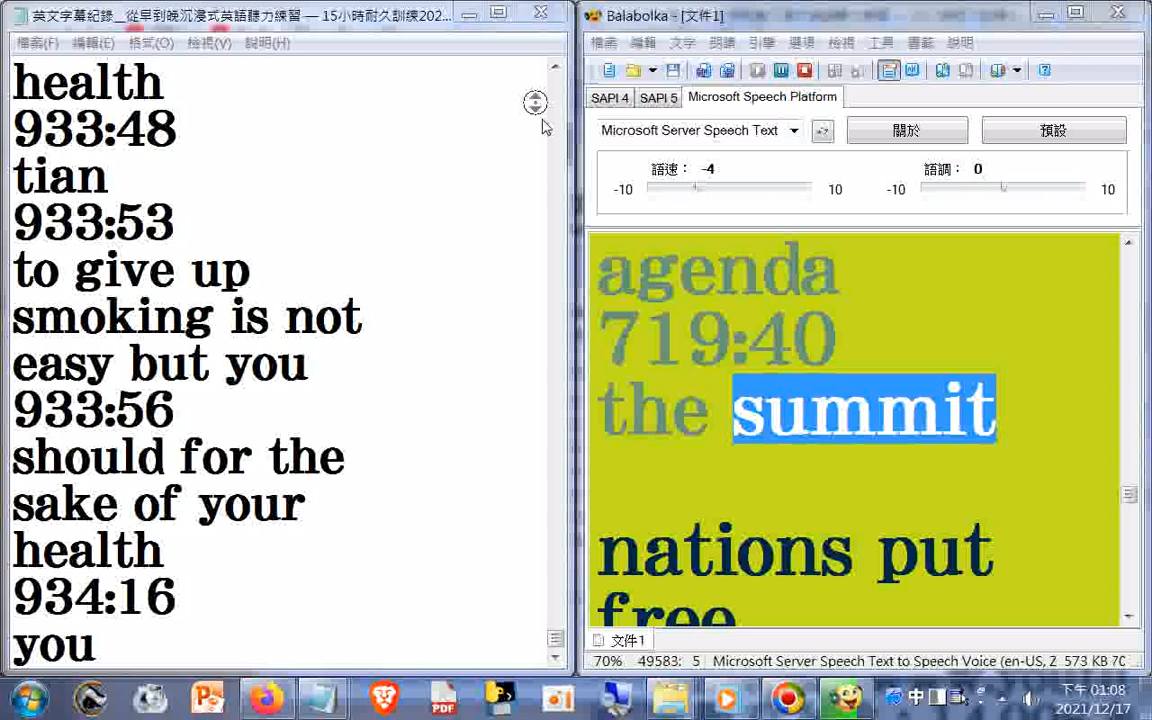 英文字幕紀錄__從早到晚沉浸式英語聽力練習 — 15小時耐久訓練202...
檔案(F) 編輯(E) 格式(O) 檢視(V) 說明(H)
health
933:48
tian
933:53
to give up
smoking is not
easy but you
933:56
should for the
sake of your
health
934:16
you
Balabolka - [文件1]
檔案 編輯 文字 朗讀 引擎 選項 檢視 工具 書籤 說明
SAPI 4 SAPI 5 Microsoft Speech Platform
Microsoft Server Speech Text 關於 預設
語速： -4 語調： 0
-10 10 -10 10
agenda
719:40
the summit
nations put
free
文件1
70% 49583: 5 Microsoft Server Speech Text to Speech Voice (en-US, Z 573 KB 70
PDF 中 下午 01:08
2021/12/17